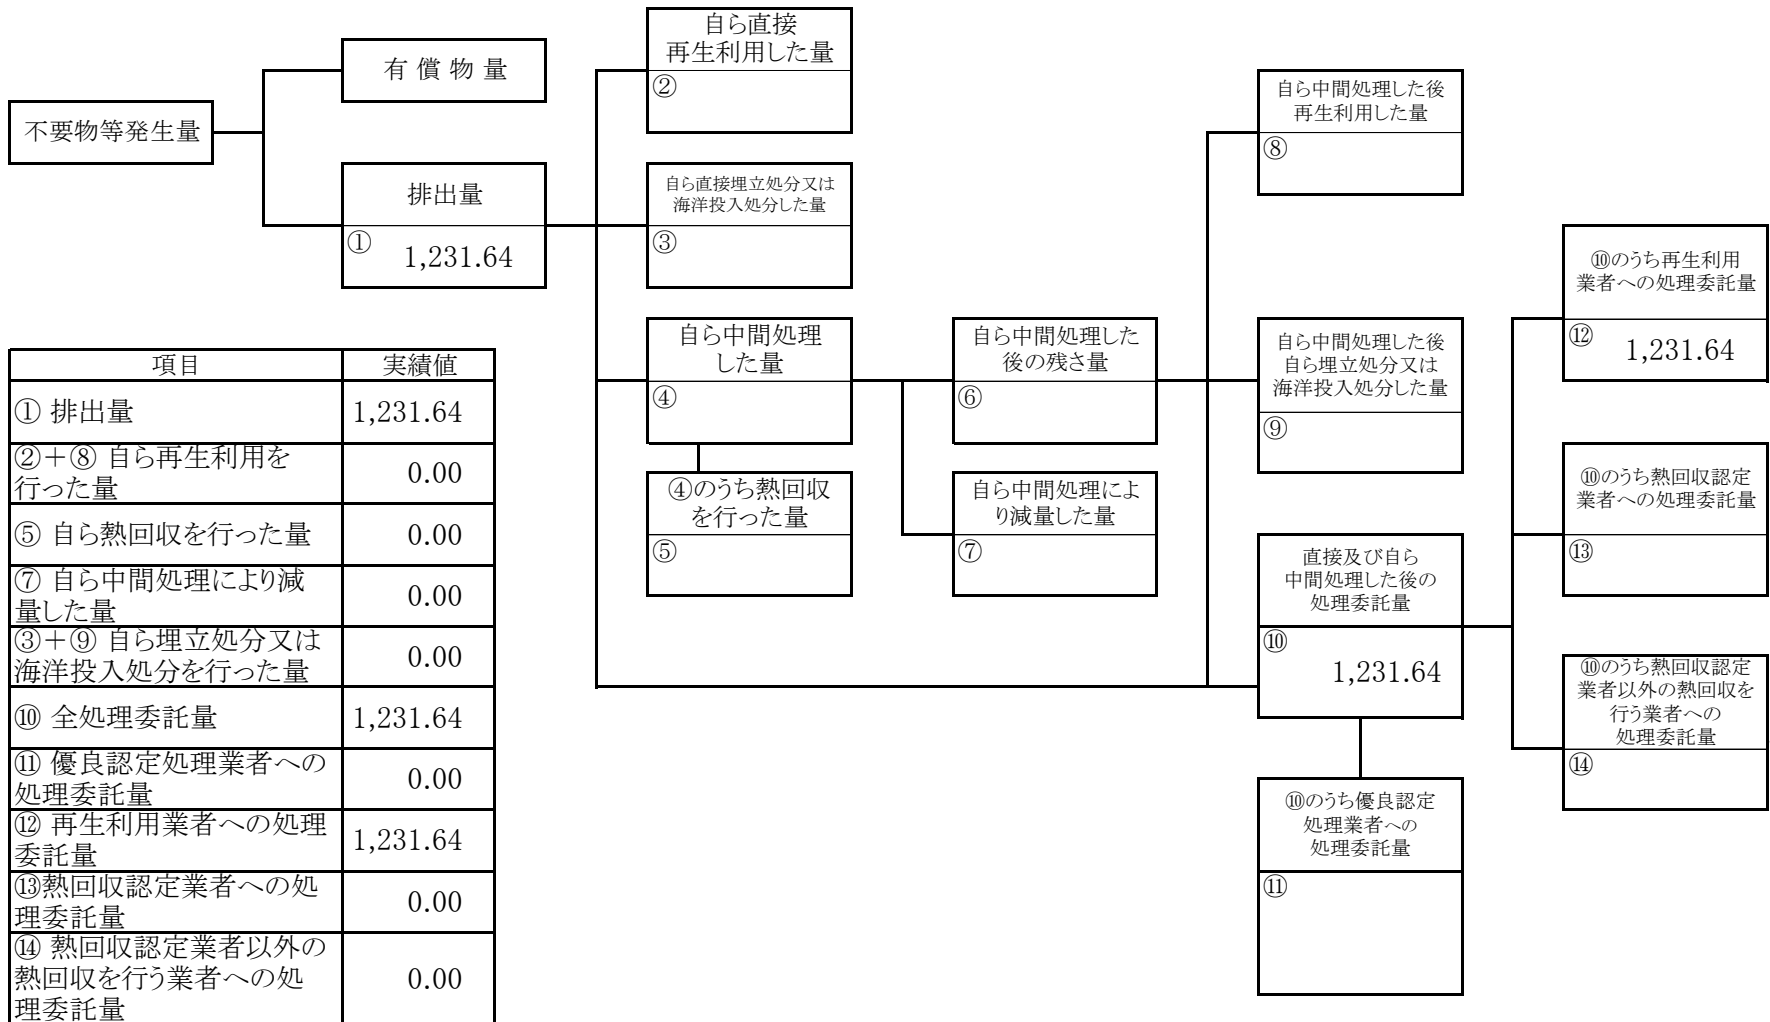 不要物等発生量
有 償 物 量
排出量
①
1,231.64
自ら直接
再生利用した量
②
自ら直接埋立処分又は
海洋投入処分した量
③
自ら中間処理
した量
④
④のうち熱回収
を行った量
⑤
自ら中間処理した
後の残さ量
⑥
自ら中間処理によ
り減量した量
⑦
自ら中間処理した後
再生利用した量
⑧
自ら中間処理した後
自ら埋立処分又は
海洋投入処分した量
⑨
直接及び自ら
中間処理した後の
処理委託量
⑩
1,231.64
⑩のうち優良認定
処理業者への
処理委託量
⑪
⑩のうち再生利用
業者への処理委託量
⑫
1,231.64
⑩のうち熱回収認定
業者への処理委託量
⑬
⑩のうち熱回収認定
業者以外の熱回収を
行う業者への
処理委託量
⑭
項目 実績値
① 排出量 1,231.64
②+⑧ 自ら再生利用を
行った量 0.00
⑤ 自ら熱回収を行った量 0.00
⑦ 自ら中間処理により減
量した量 0.00
③+⑨ 自ら埋立処分又は
海洋投入処分を行った量 0.00
⑩ 全処理委託量 1,231.64
⑪ 優良認定処理業者への
処理委託量 0.00
⑫ 再生利用業者への処理
委託量 1,231.64
⑬熱回収認定業者への処
理委託量 0.00
⑭ 熱回収認定業者以外の
熱回収を行う業者への処
理委託量 0.00